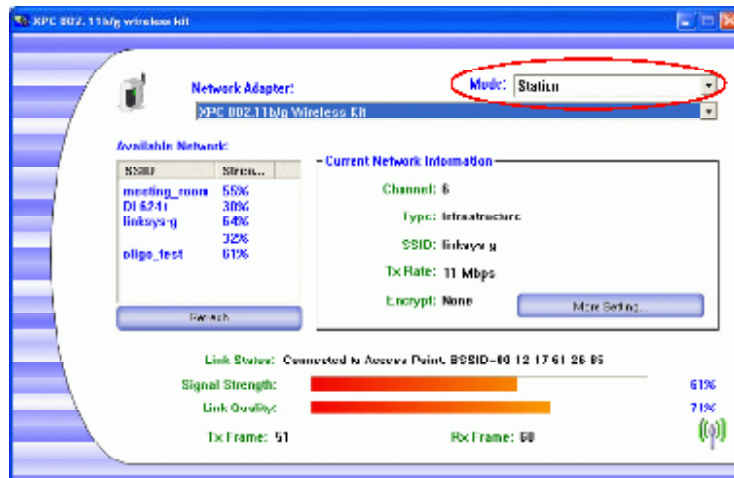 XPC 802.11b/g wireless kit
Network Adapter:
Mode: Station
XPC 802.11b/g Wireless Kit
Available Network:
SSID Stren...
meeting_room 55%
30%
linksys-g 64%
32%
oligo_test 61%
Refresh
Current Network Information
Channel: 6
Type: Infrastructure
SSID: linksys-g
Tx Rate: 11 Mbps
Encrypt: None
More Setting...
Link Status: Connected to Access Point. BSSID=00-12-17-61-26-86
Signal Strength: 61%
Link Quality: 71%
Tx Frame: 51
Rx Frame: 60